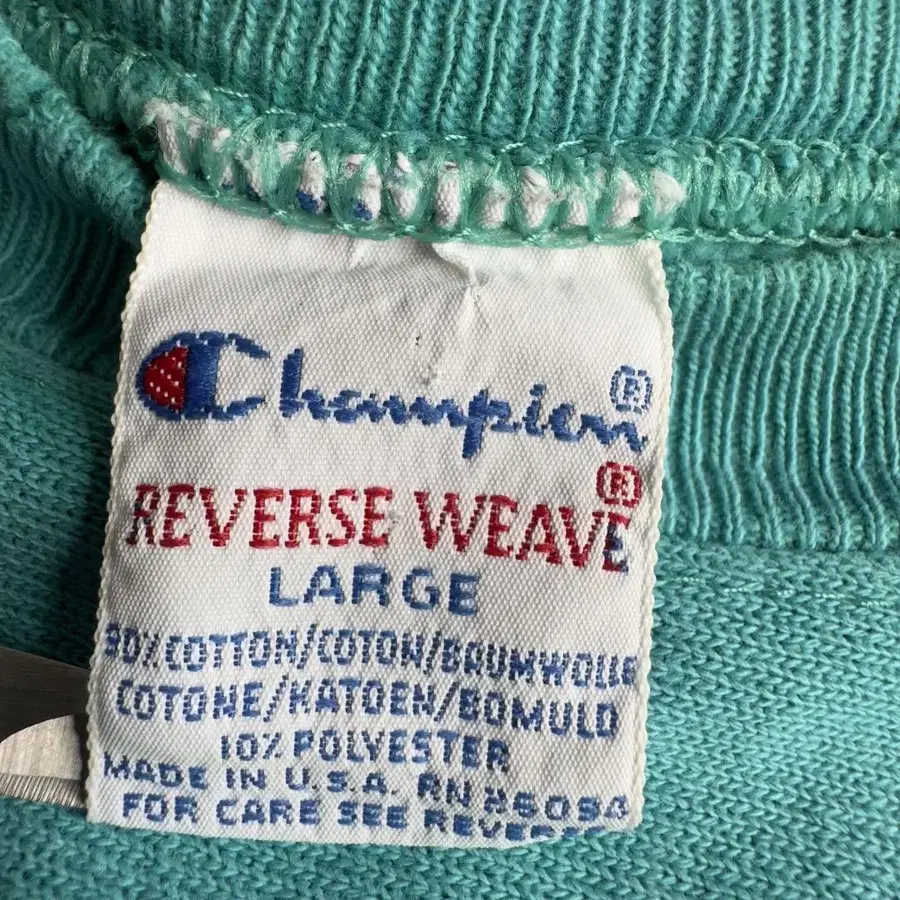 Champion®
REVERSE WEAVE®
LARGE
90% COTTON/COTON/BAUMWOLLE
COTONE/KATOEN/BOMULD
10% POLYESTER
MADE IN U.S.A. RN 26094
FOR CARE SEE REVERSE